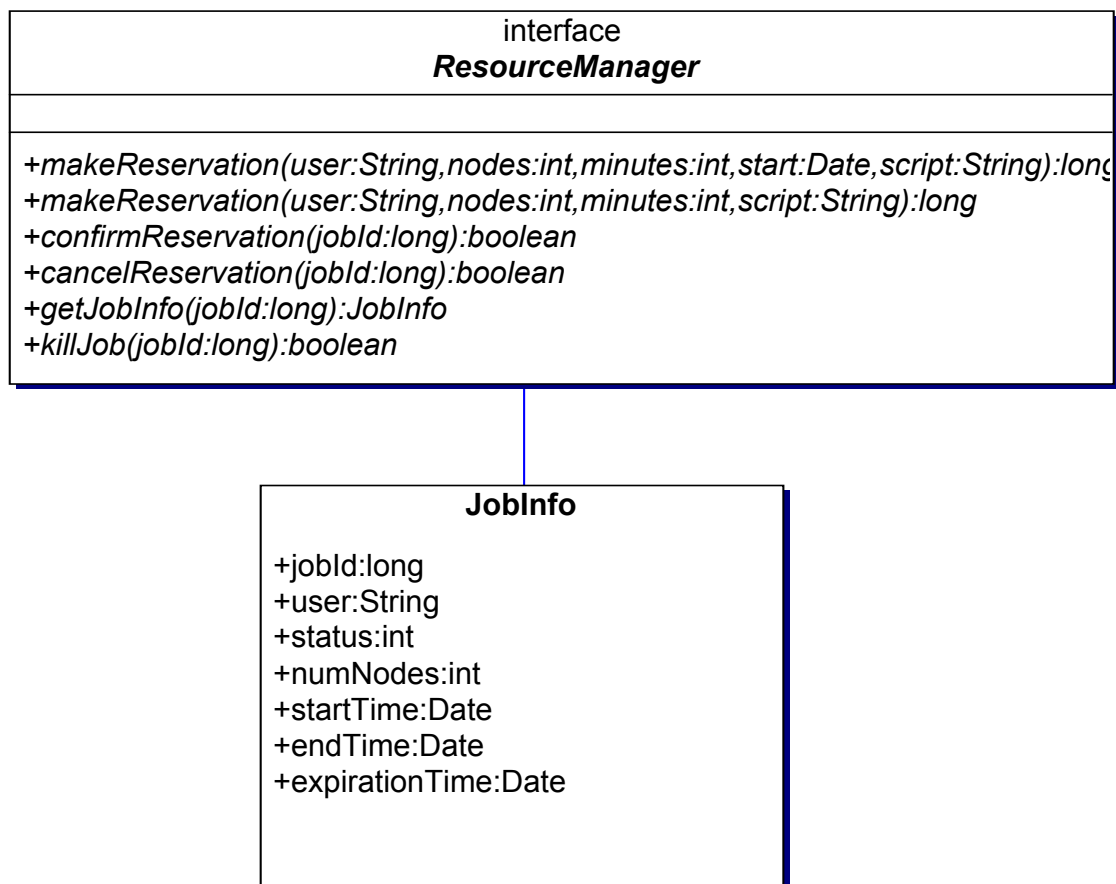 interface
ResourceManager
+makeReservation(user:String,nodes:int,minutes:int,start:Date,script:String):long
+makeReservation(user:String,nodes:int,minutes:int,script:String):long
+confirmReservation(jobId:long):boolean
+cancelReservation(jobId:long):boolean
+getJobInfo(jobId:long):JobInfo
+killJob(jobId:long):boolean
JobInfo
+jobId:long
+user:String
+status:int
+numNodes:int
+startTime:Date
+endTime:Date
+expirationTime:Date